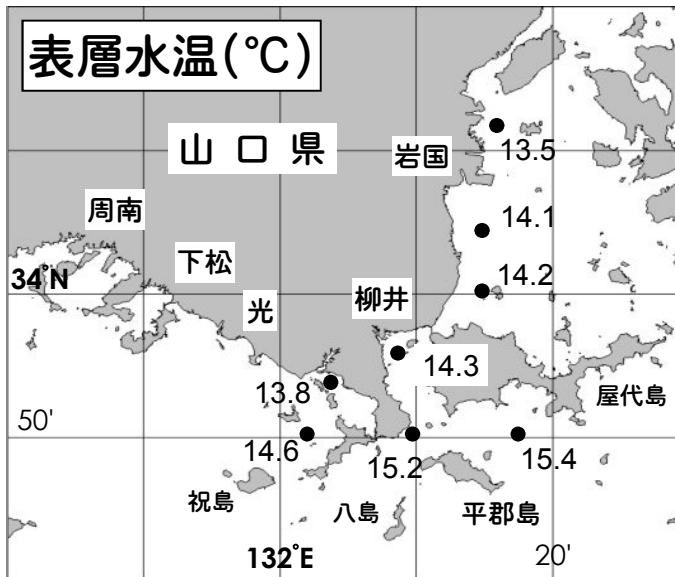 表層水温(℃)
山口県
岩国
13.5
周南
14.1
下松
14.2
34°N
柳井
光
14.3
13.8
屋代島
50'
14.6
15.2
15.4
祝島
八島
平郡島
132°E
20'